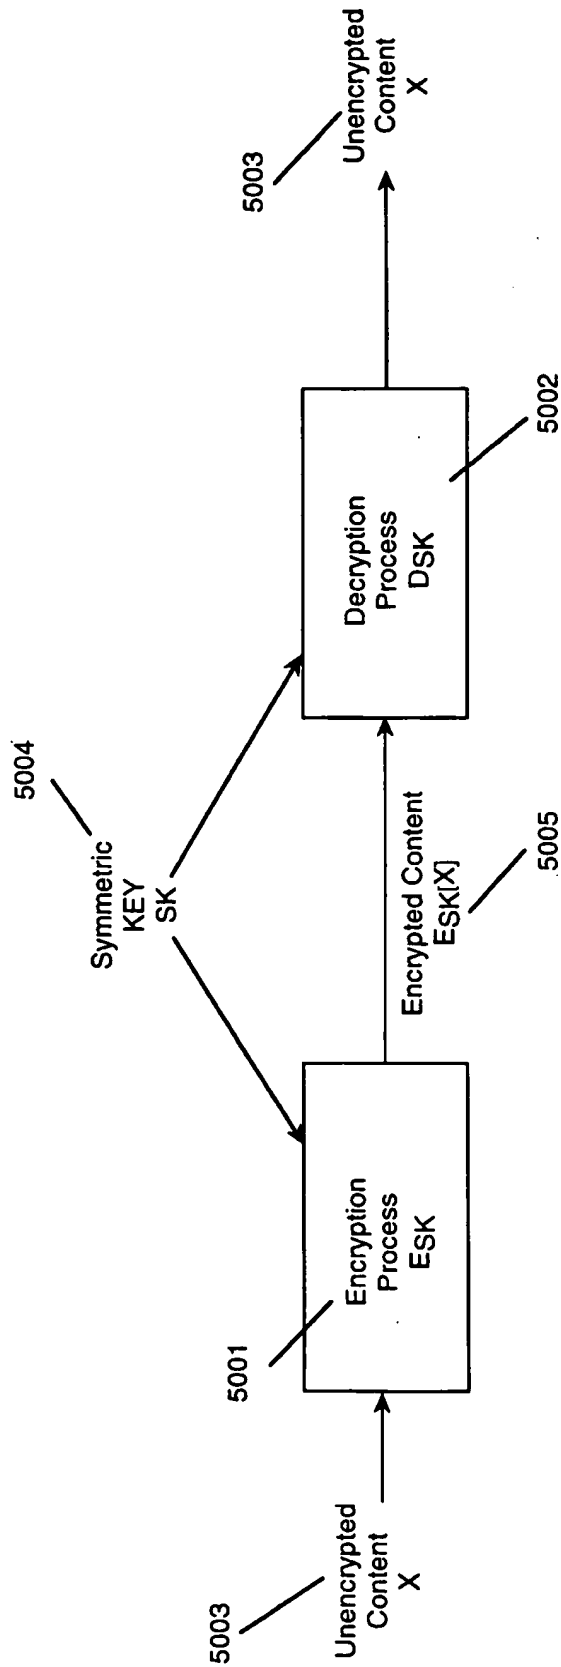 5004
Symmetric
KEY
SK
5003
Unencrypted
Content
X
5001
Encryption
Process
ESK
Encrypted Content
ESK[X]
5005
Decryption
Process
DSK
5002
5003
Unencrypted
Content
X